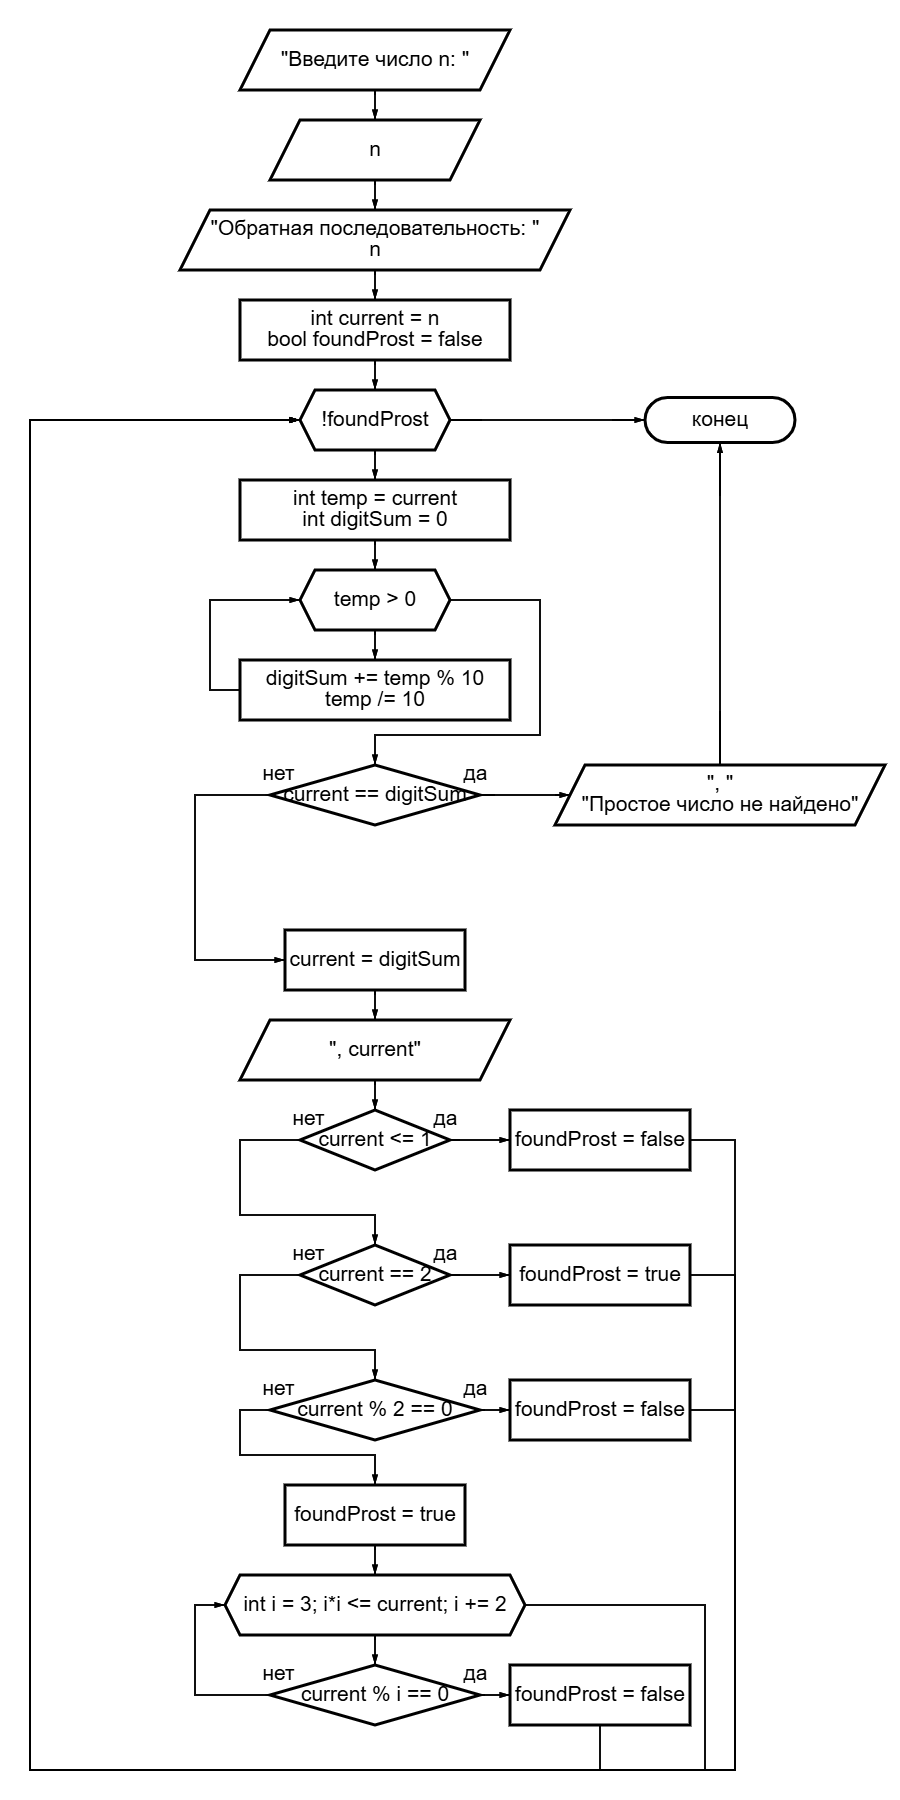 "Введите число n: "
n
"Обратная последовательность: "
n
int current = n
bool foundProst = false
!foundProst
конец
int temp = current
int digitSum = 0
temp > 0
digitSum += temp % 10
temp /= 10
нет
да
current == digitSum
", "
"Простое число не найдено"
current = digitSum
", current"
нет
да
current <= 1
foundProst = false
нет
да
current == 2
foundProst = true
нет
да
current % 2 == 0
foundProst = false
foundProst = true
int i = 3; i*i <= current; i += 2
нет
да
current % i == 0
foundProst = false